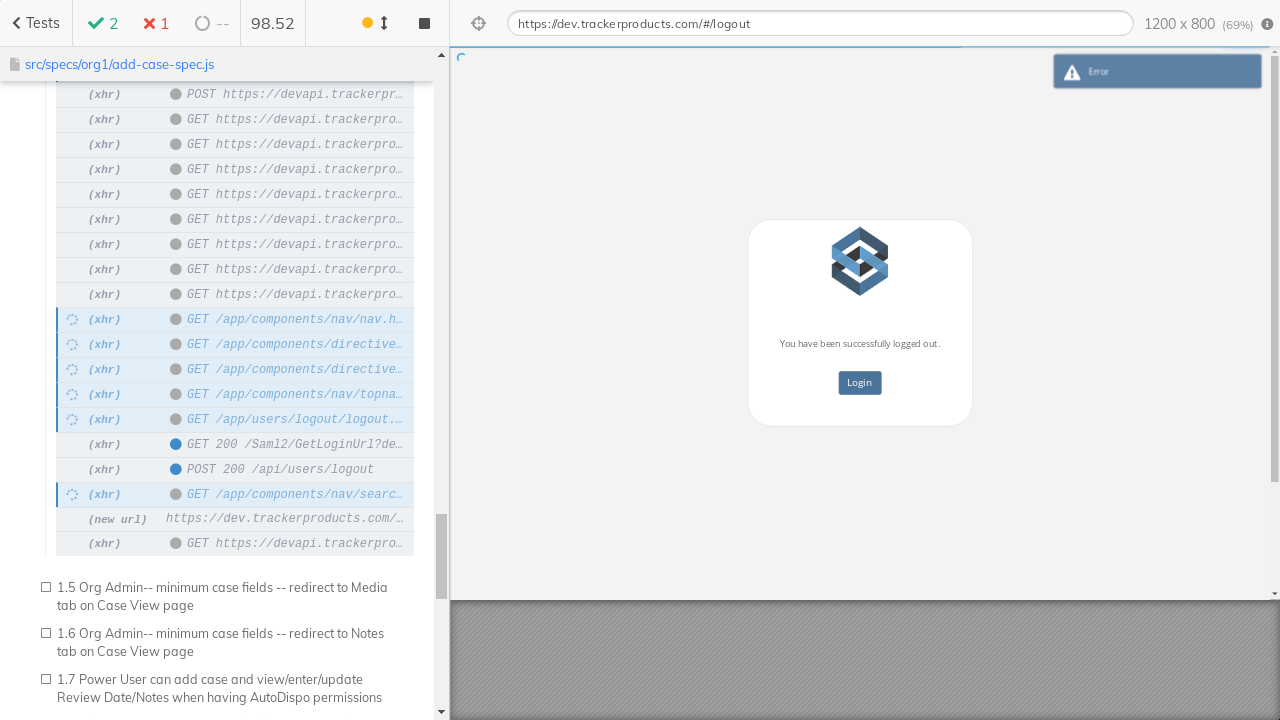 Tests
2
1
--
98.52
https://dev.trackerproducts.com/#/logout
1200 x 800 (69%)
src/specs/org1/add-case-spec.js
(xhr) POST https://devapi.trackerpr…
(xhr) GET https://devapi.trackerpro…
(xhr) GET https://devapi.trackerpro…
(xhr) GET https://devapi.trackerpro…
(xhr) GET https://devapi.trackerpro…
(xhr) GET https://devapi.trackerpro…
(xhr) GET https://devapi.trackerpro…
(xhr) GET https://devapi.trackerpro…
(xhr) GET https://devapi.trackerpro…
(xhr) GET /app/components/nav/nav.h…
(xhr) GET /app/components/directive…
(xhr) GET /app/components/directive…
(xhr) GET /app/components/nav/topna…
(xhr) GET /app/users/logout/logout.…
(xhr) GET 200 /Saml2/GetLoginUrl?de…
(xhr) POST 200 /api/users/logout
(xhr) GET /app/components/nav/searc…
(new url) https://dev.trackerproducts.com/…
(xhr) GET https://devapi.trackerpro…
1.5 Org Admin-- minimum case fields -- redirect to Media
tab on Case View page
1.6 Org Admin-- minimum case fields -- redirect to Notes
tab on Case View page
1.7 Power User can add case and view/enter/update
Review Date/Notes when having AutoDispo permissions
Error
You have been successfully logged out.
Login